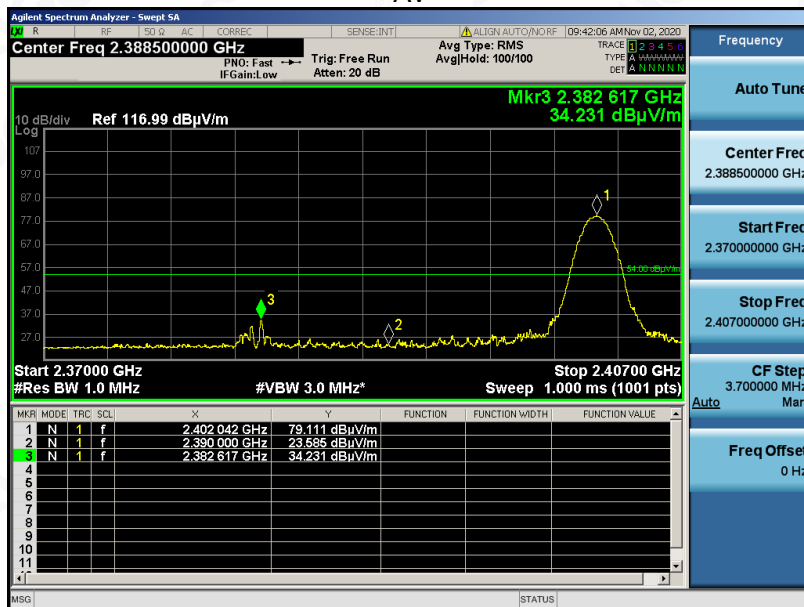 Agilent Spectrum Analyzer - Swept SA
R RF 50 Ω AC CORREC SENSE:INT ALIGN AUTO/NO RF 09:42:06 AM Nov 02, 2020
Center Freq 2.388500000 GHz
PNO: Fast
IFGain:Low
Trig: Free Run
Atten: 20 dB
Avg Type: RMS
Avg|Hold: 100/100
TRACE 1 2 3 4 5 6
TYPE A WWWWW
DET A N N N N N
Mkr3 2.382 617 GHz
34.231 dBµV/m
10 dB/div Ref 116.99 dBµV/m
Log
107
97.0
87.0
77.0
67.0
57.0
47.0
37.0
27.0
1
54.00 dBµV/m
3
2
Start 2.37000 GHz Stop 2.40700 GHz
#Res BW 1.0 MHz #VBW 3.0 MHz* Sweep 1.000 ms (1001 pts)
MKR MODE TRC SCL X Y FUNCTION FUNCTION WIDTH FUNCTION VALUE
1 N 1 f 2.402 042 GHz 79.111 dBµV/m
2 N 1 f 2.390 000 GHz 23.585 dBµV/m
3 N 1 f 2.382 617 GHz 34.231 dBµV/m
4
5
6
7
8
9
10
11
MSG STATUS
Frequency
Auto Tune
Center Freq
2.388500000 GHz
Start Freq
2.370000000 GHz
Stop Freq
2.407000000 GHz
CF Step
3.700000 MHz
Auto Man
Freq Offset
0 Hz